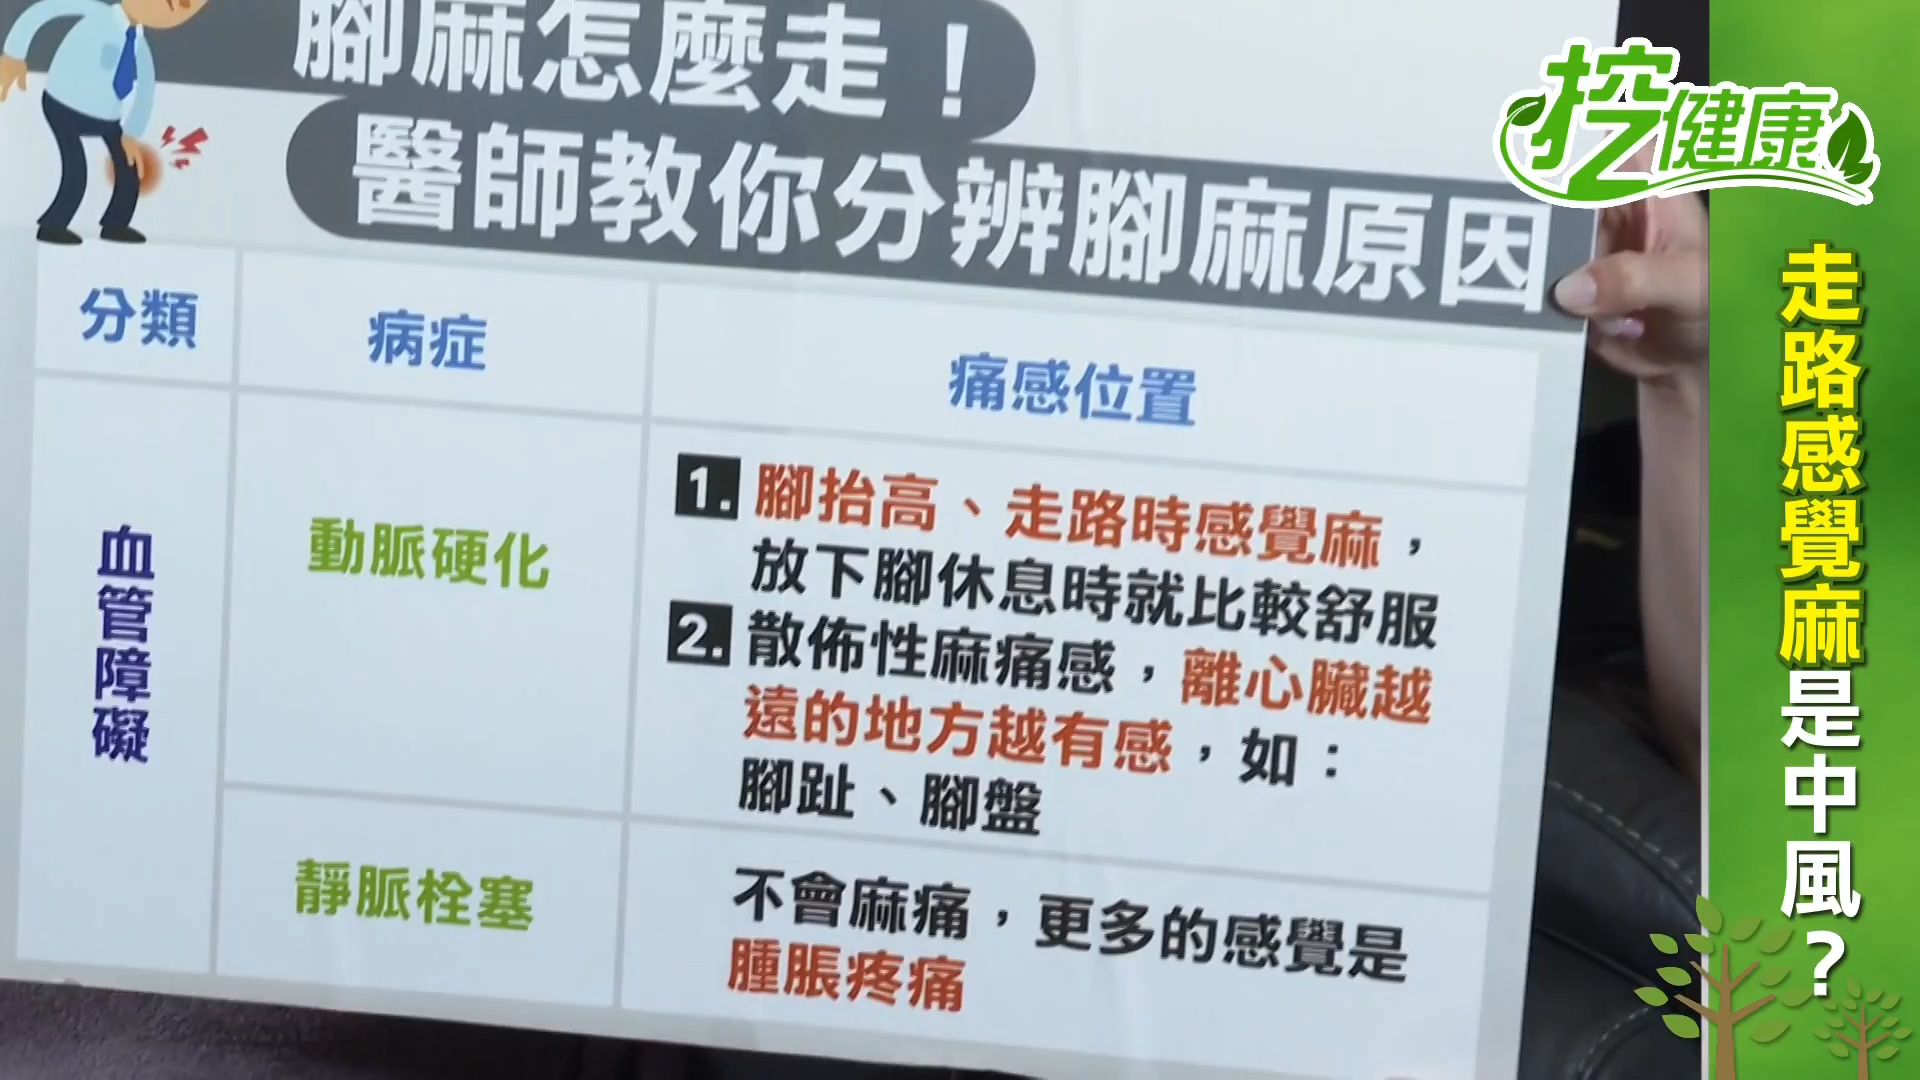 腳麻怎麼走！
醫師教你分辨腳麻原因
分類
病症
痛感位置
血管障礙
動脈硬化
1. 腳抬高、走路時感覺麻，
放下腳休息時就比較舒服
2. 散佈性麻痛感，離心臟越
遠的地方越有感，如：
腳趾、腳盤
靜脈栓塞
不會麻痛，更多的感覺是
腫脹疼痛
挖健康
走路感覺麻是中風？